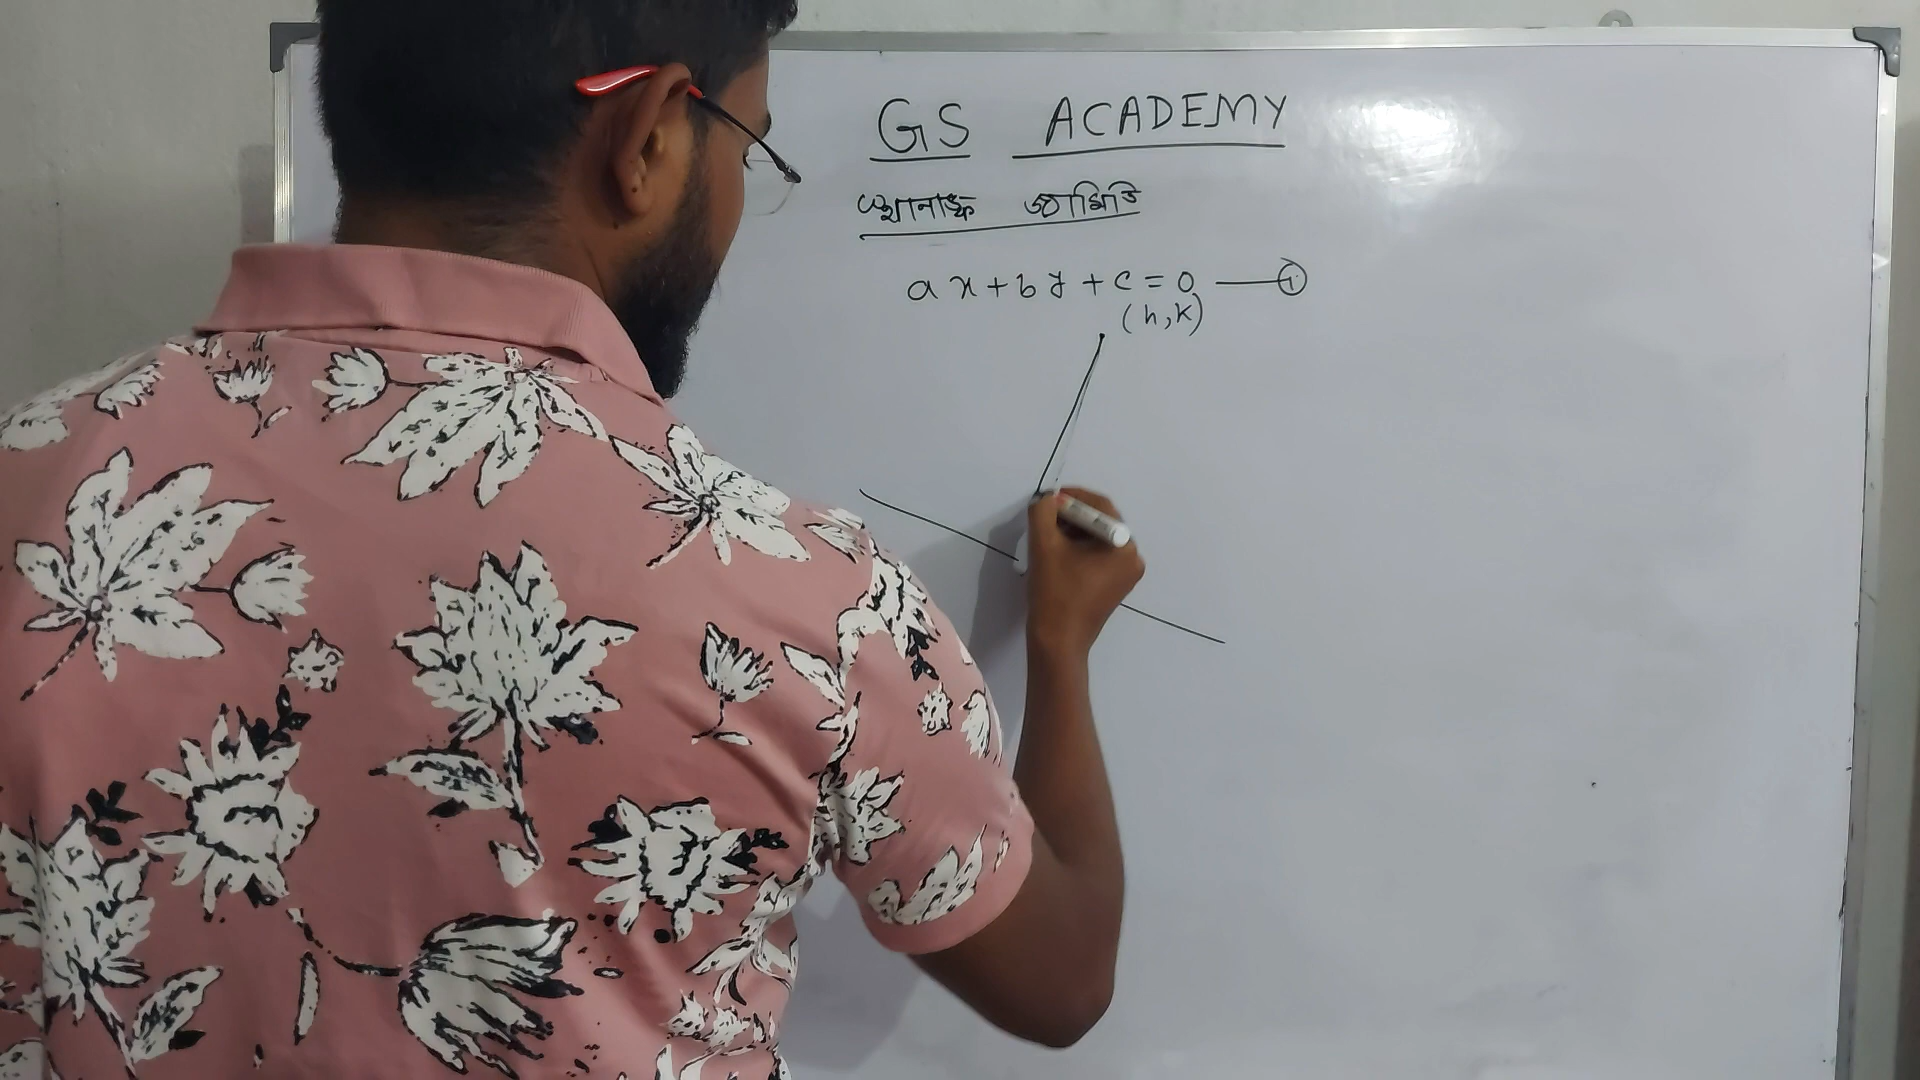 GS ACADEMY
স্থানাঙ্ক জ্যামিতি
ax+by+c=0 —— ①
(h,k)